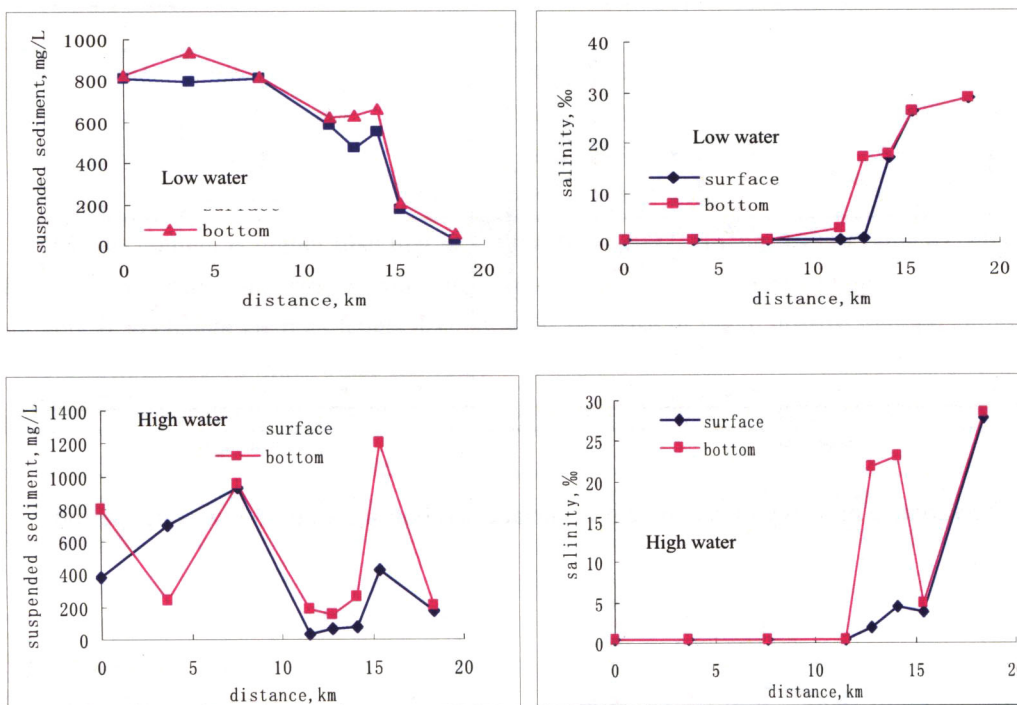 suspended sediment, mg/L
1000
800
600
400
200
0
Low water
surface
bottom
0 5 10 15 20
distance, km
salinity, ‰
40
30
20
10
0
Low water
surface
bottom
0 5 10 15 20
distance, km
suspended sediment, mg/L
1400
1200
1000
800
600
400
200
0
High water
surface
bottom
0 5 10 15 20
distance, km
salinity, ‰
30
25
20
15
10
5
0
surface
bottom
High water
0 5 10 15 20
distance, km